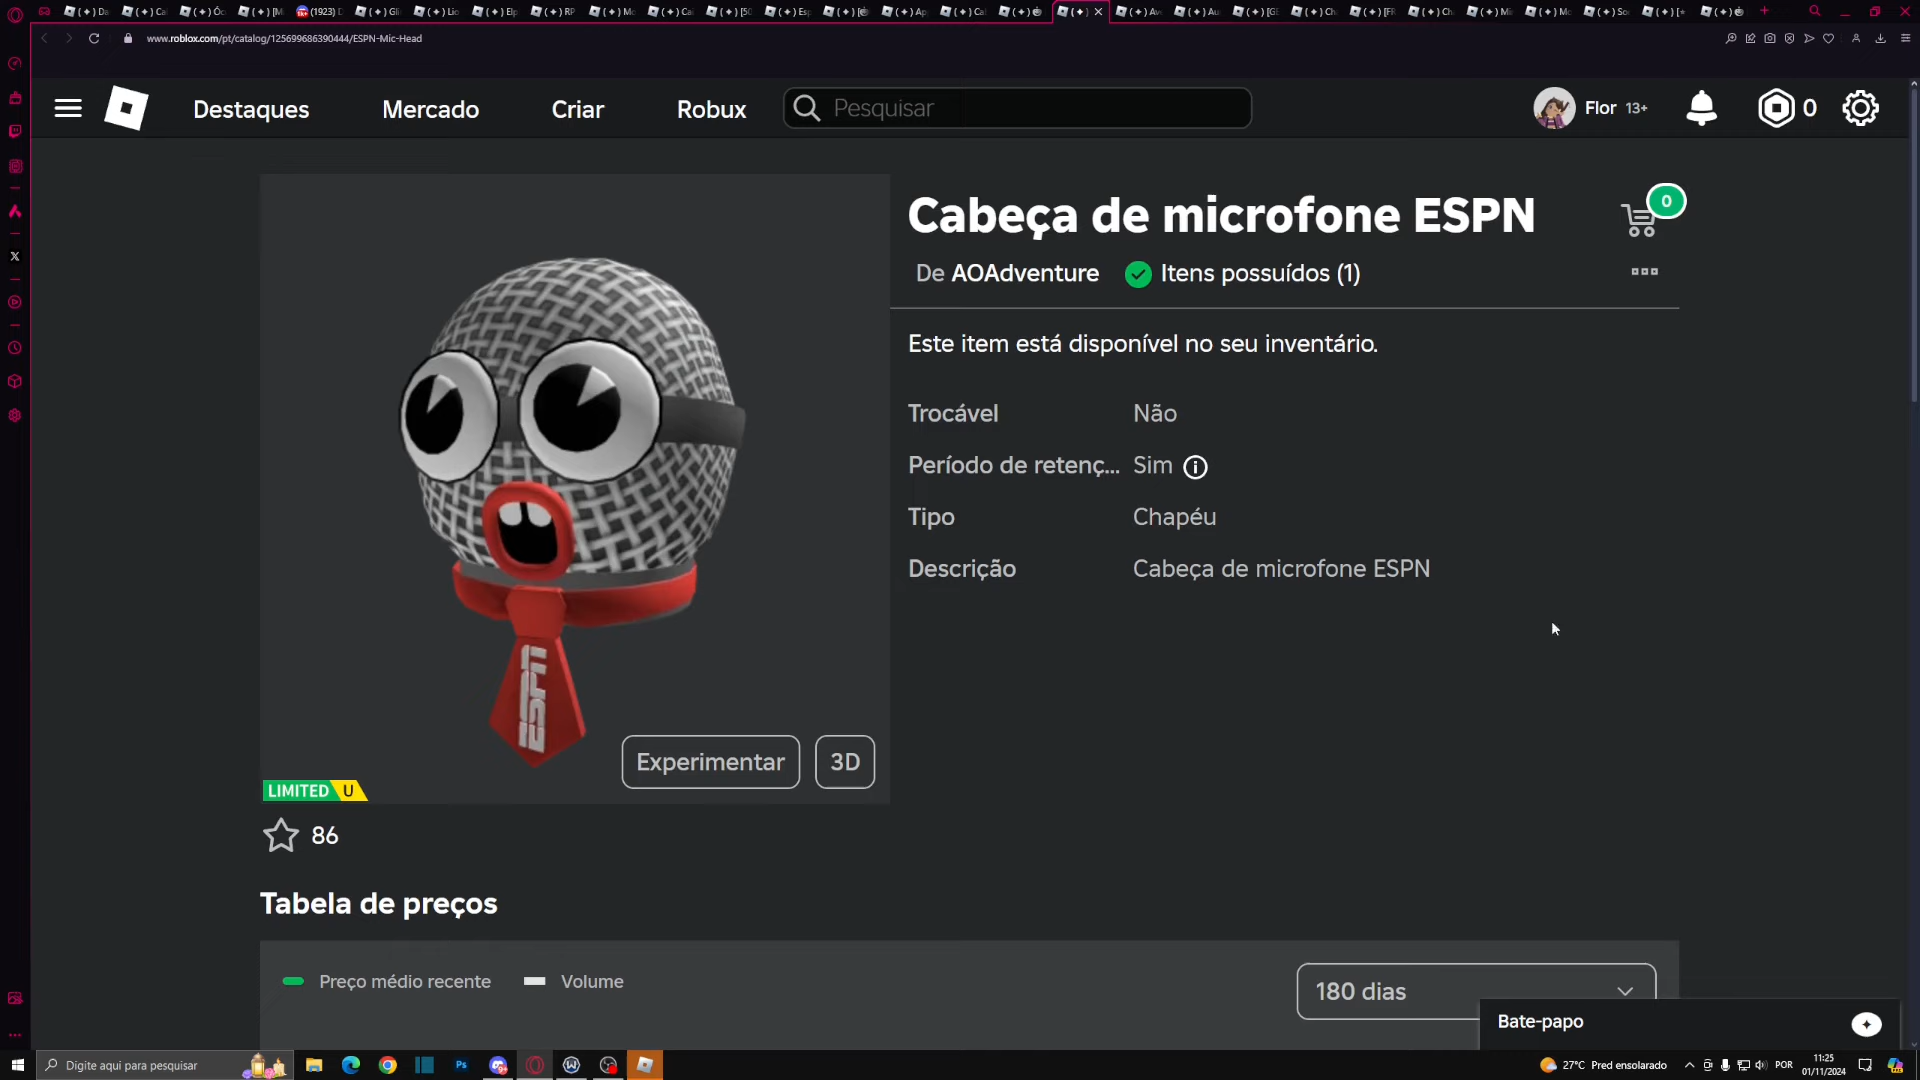 (1923)
www.roblox.com/pt/catalog/125699686390444/ESPN-Mic-Head
Destaques
Mercado
Criar
Robux
Pesquisar
Flor 13+
0
Cabeça de microfone ESPN
0
De AOAdventure
Itens possuídos (1)
Este item está disponível no seu inventário.
Trocável Não
Período de retenç... Sim
Tipo Chapéu
Descrição Cabeça de microfone ESPN
ESPN
Experimentar
3D
LIMITED U
86
Tabela de preços
Preço médio recente
Volume
180 dias
Bate-papo
Digite aqui para pesquisar
Ps
27°C Pred ensolarado
POR
11:25
01/11/2024